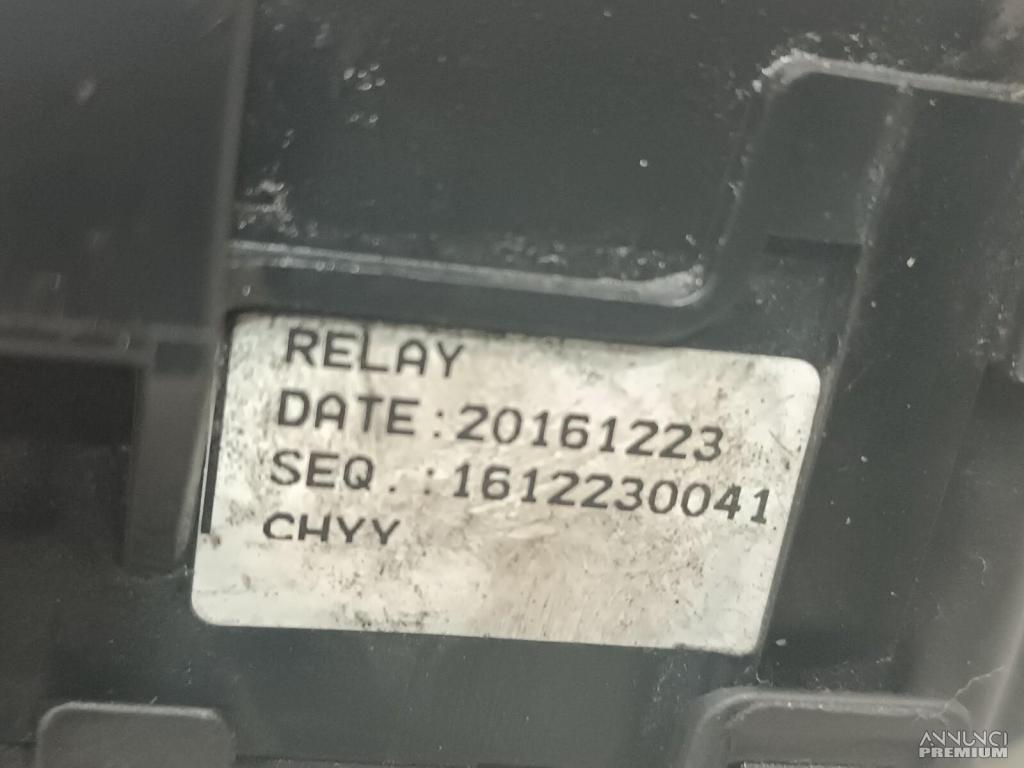 RELAY
DATE:20161223
SEQ.:1612230041
CHYY
ANNUNCI
PREMIUM